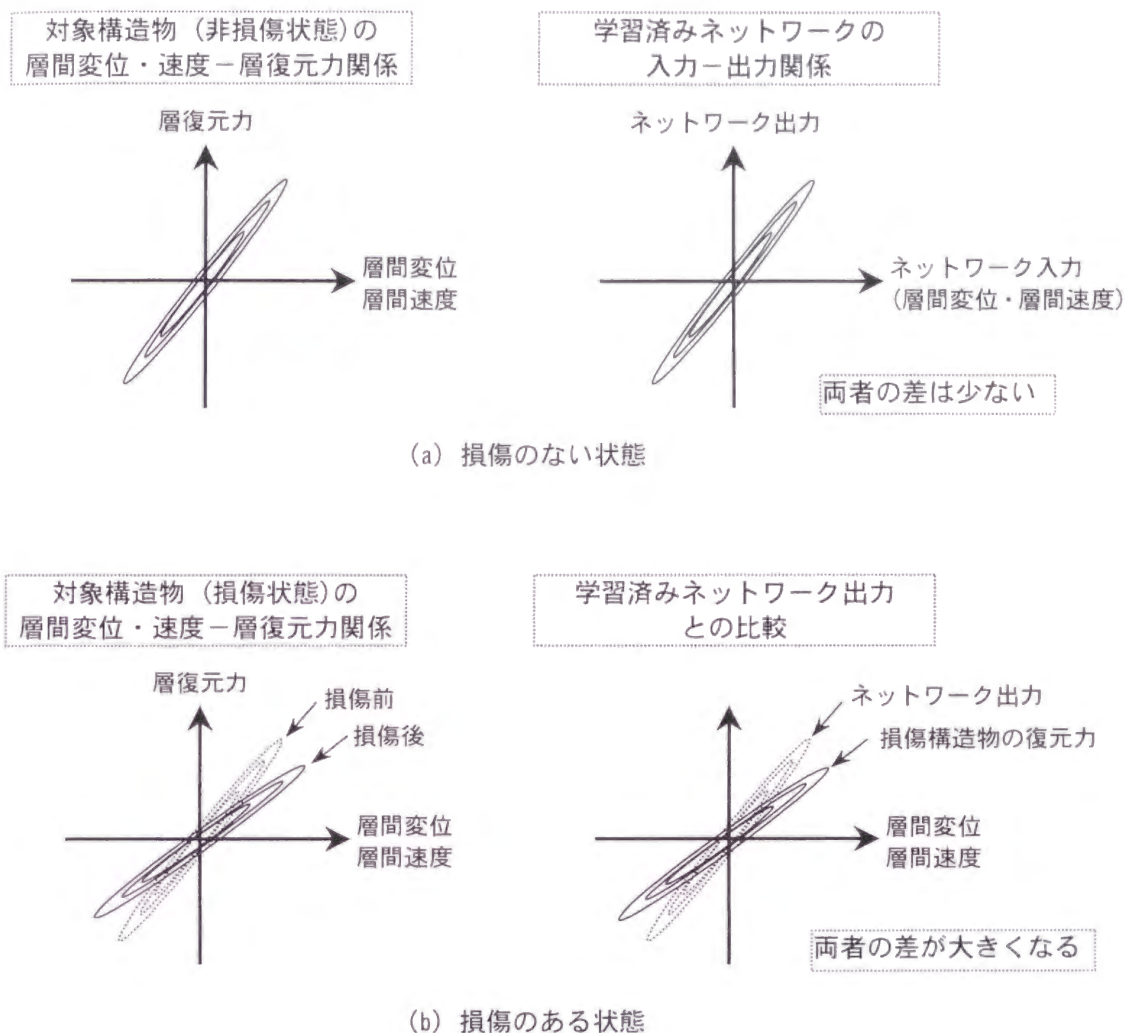 対象構造物（非損傷状態）の
層間変位・速度－層復元力関係
学習済みネットワークの
入力－出力関係
層復元力
層間変位
層間速度
ネットワーク出力
ネットワーク入力
（層間変位・層間速度）
両者の差は少ない
(a) 損傷のない状態
対象構造物（損傷状態）の
層間変位・速度－層復元力関係
学習済みネットワーク出力
との比較
層復元力
損傷前
損傷後
層間変位
層間速度
ネットワーク出力
損傷構造物の復元力
層間変位
層間速度
両者の差が大きくなる
(b) 損傷のある状態